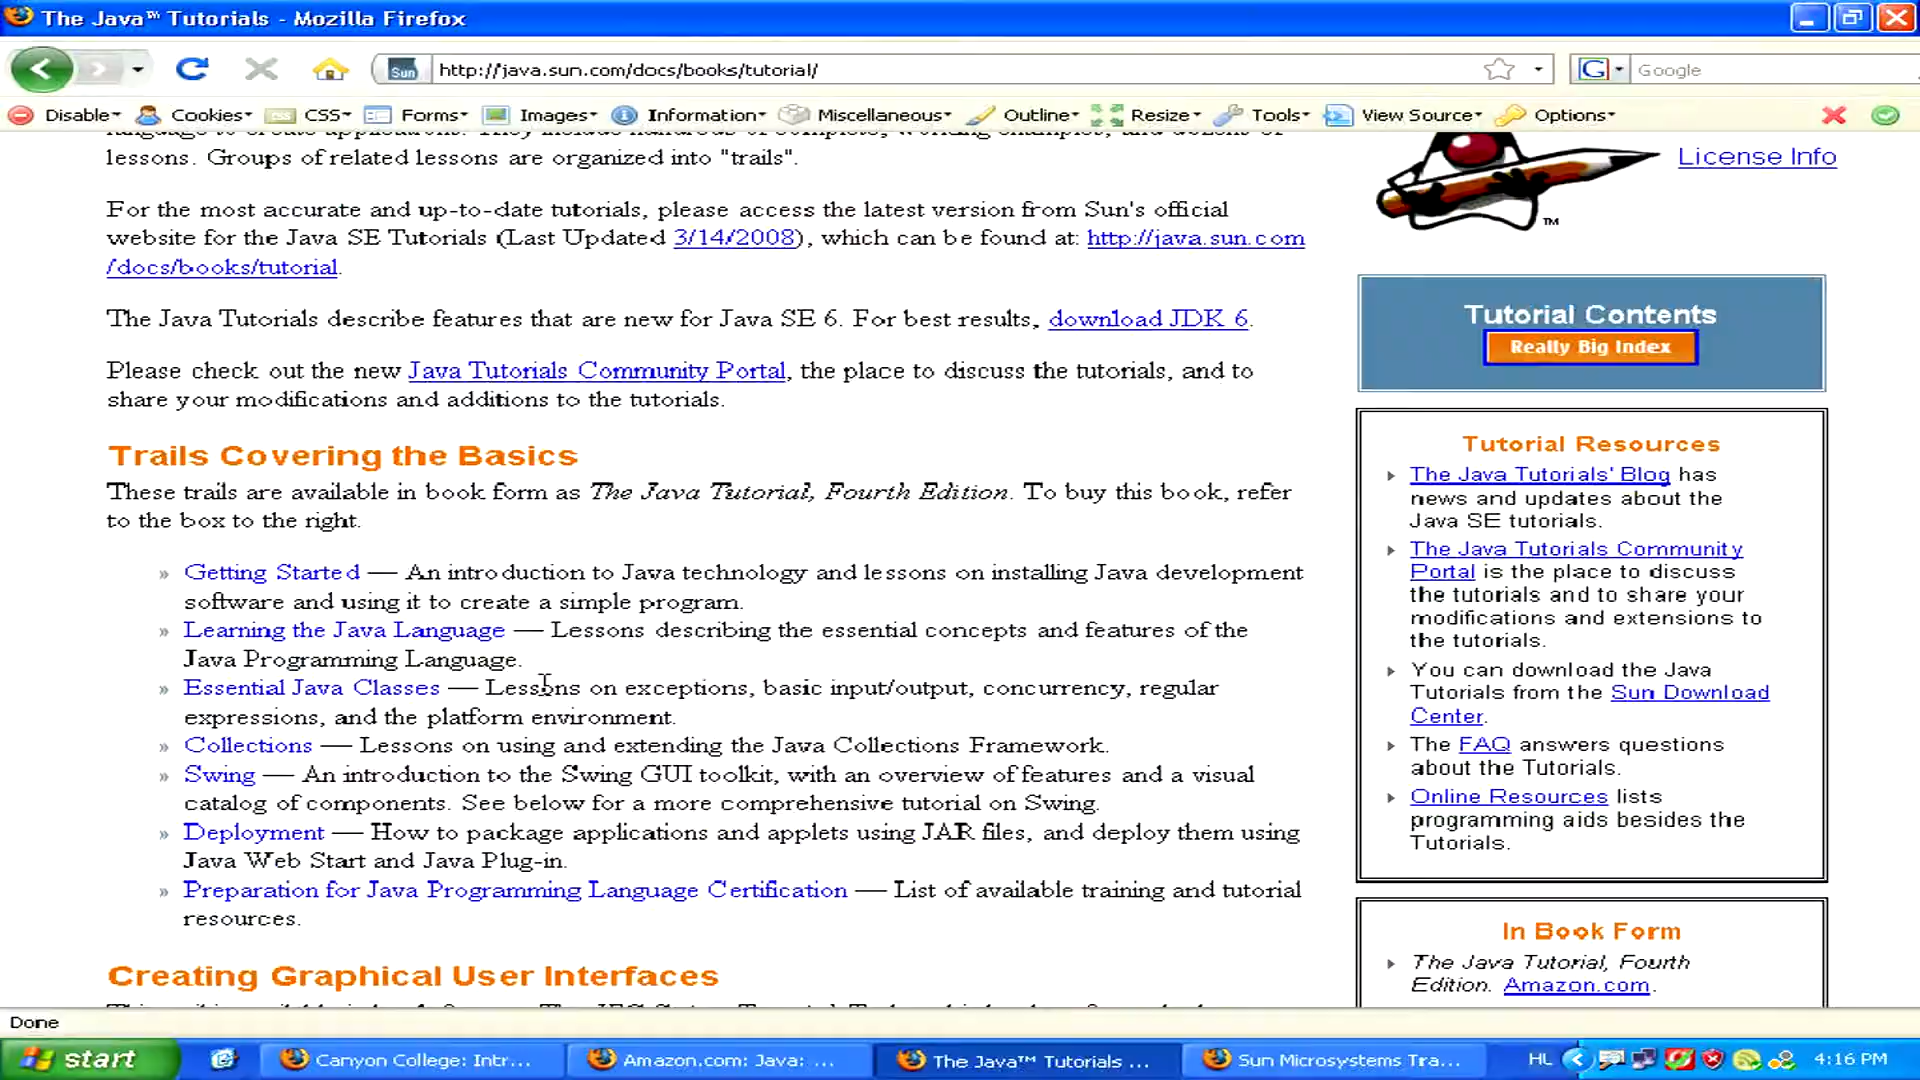 The Java™ Tutorials - Mozilla Firefox
Sun http://java.sun.com/docs/books/tutorial/
G Google
Disable Cookies CSS Forms Images Information Miscellaneous Outline Resize Tools View Source Options
language to create applications. They include hundreds of complete, working examples, and dozens of
lessons. Groups of related lessons are organized into "trails".
For the most accurate and up-to-date tutorials, please access the latest version from Sun's official
website for the Java SE Tutorials (Last Updated 3/14/2008), which can be found at: http://java.sun.com
/docs/books/tutorial.
The Java Tutorials describe features that are new for Java SE 6. For best results, download JDK 6.
Please check out the new Java Tutorials Community Portal, the place to discuss the tutorials, and to
share your modifications and additions to the tutorials.
Trails Covering the Basics
These trails are available in book form as The Java Tutorial, Fourth Edition. To buy this book, refer
to the box to the right.
» Getting Started — An introduction to Java technology and lessons on installing Java development
software and using it to create a simple program.
» Learning the Java Language — Lessons describing the essential concepts and features of the
Java Programming Language.
» Essential Java Classes — Lessons on exceptions, basic input/output, concurrency, regular
expressions, and the platform environment.
» Collections — Lessons on using and extending the Java Collections Framework.
» Swing — An introduction to the Swing GUI toolkit, with an overview of features and a visual
catalog of components. See below for a more comprehensive tutorial on Swing.
» Deployment — How to package applications and applets using JAR files, and deploy them using
Java Web Start and Java Plug-in.
» Preparation for Java Programming Language Certification — List of available training and tutorial
resources.
Creating Graphical User Interfaces
License Info
TM
Tutorial Contents
Really Big Index
Tutorial Resources
The Java Tutorials' Blog has
news and updates about the
Java SE tutorials.
The Java Tutorials Community
Portal is the place to discuss
the tutorials and to share your
modifications and extensions to
the tutorials.
You can download the Java
Tutorials from the Sun Download
Center.
The FAQ answers questions
about the Tutorials.
Online Resources lists
programming aids besides the
Tutorials.
In Book Form
The Java Tutorial, Fourth
Edition. Amazon.com.
Done
start Canyon College: Intr... Amazon.com: Java: ... The Java™ Tutorials ... Sun Microsystems Tra... HL 4:16 PM